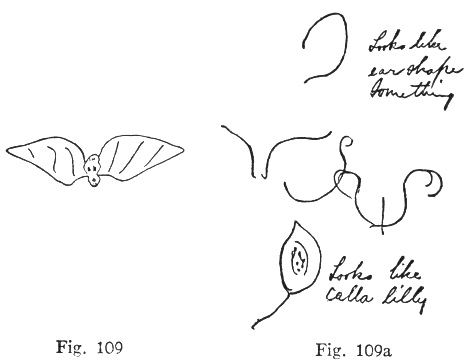 Looks like
ear shape
Something
Looks like
Calla lilly
Fig. 109
Fig. 109a